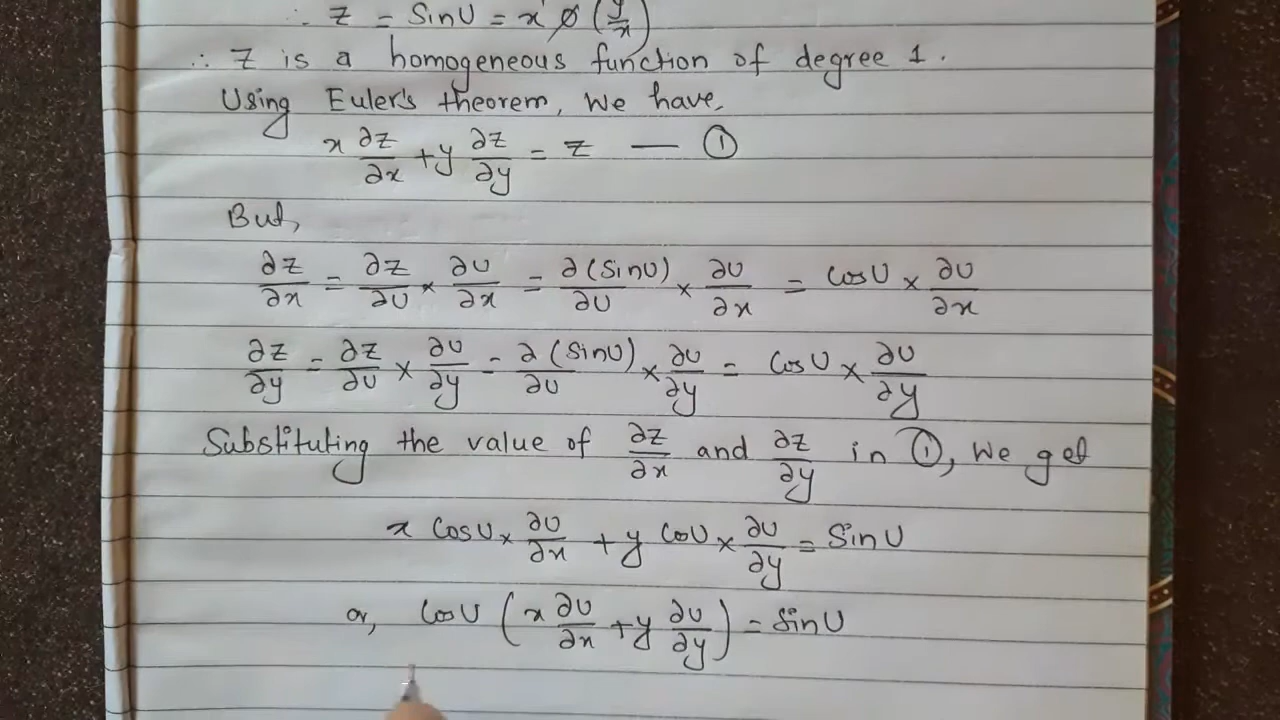 ∴ Z = Sin U = x' φ (y/x)
∴ Z is a homogeneous function of degree 1.
Using Euler's theorem, We have,
x ∂Z/∂x + y ∂Z/∂y = Z — ①
But,
∂Z/∂x = ∂Z/∂U × ∂U/∂x = ∂(Sin U)/∂U × ∂U/∂x = Cos U × ∂U/∂x
∂Z/∂y = ∂Z/∂U × ∂U/∂y = ∂(Sin U)/∂U × ∂U/∂y = Cos U × ∂U/∂y
Substituting the value of ∂Z/∂x and ∂Z/∂y in ①, We get
x Cos U × ∂U/∂x + y Cos U × ∂U/∂y = Sin U
or, Cos U (x ∂U/∂x + y ∂U/∂y) = Sin U